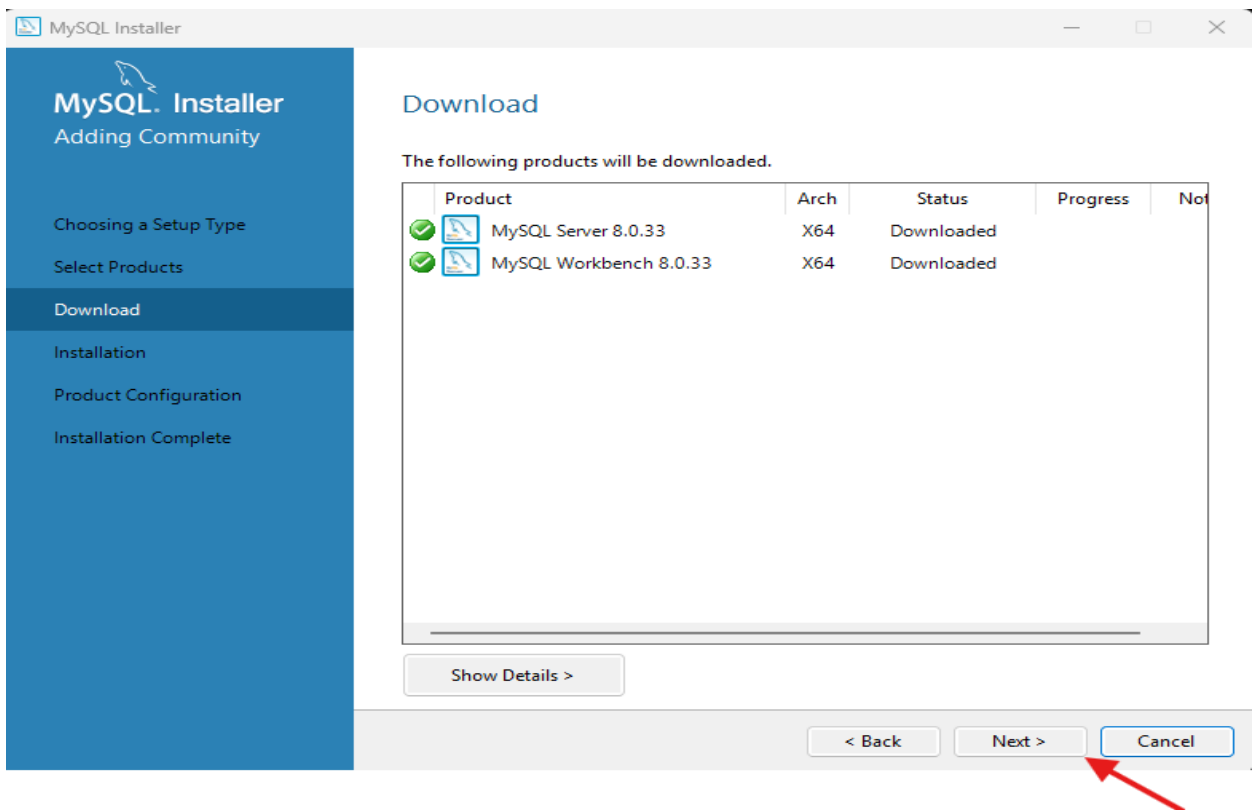 MySQL Installer
MySQL. Installer
Adding Community
Choosing a Setup Type
Select Products
Download
Installation
Product Configuration
Installation Complete
Download
The following products will be downloaded.
Product Arch Status Progress Not
MySQL Server 8.0.33 X64 Downloaded
MySQL Workbench 8.0.33 X64 Downloaded
Show Details >
< Back Next > Cancel